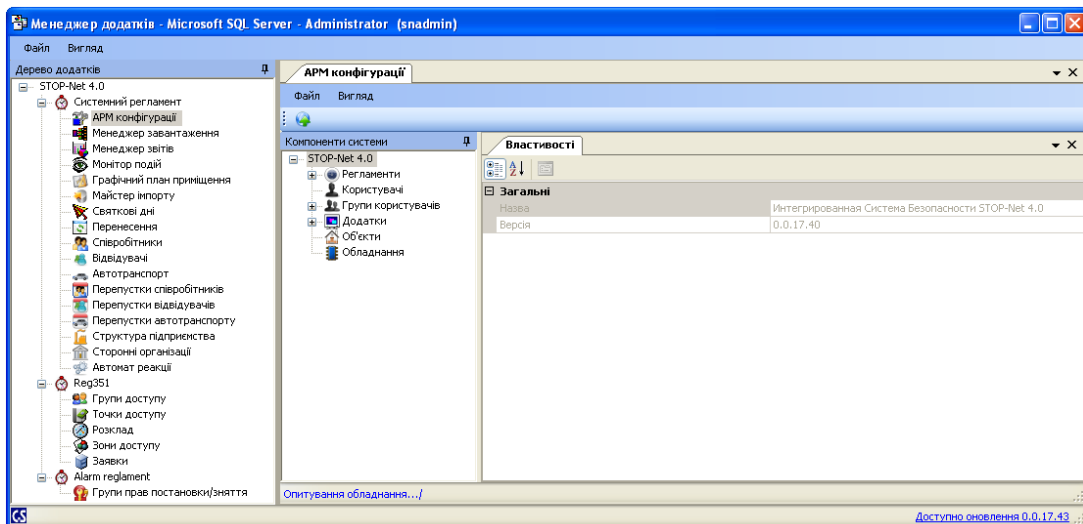 Менеджер додатків - Microsoft SQL Server - Administrator (snadmin)
Файл Вигляд
Дерево додатків
STOP-Net 4.0
Системний регламент
АРМ конфігурації
Менеджер завантаження
Менеджер звітів
Монітор подій
Графічний план приміщення
Майстер імпорту
Святкові дні
Перенесення
Співробітники
Відвідувачі
Автотранспорт
Перепустки співробітників
Перепустки відвідувачів
Перепустки автотранспорту
Структура підприємства
Сторонні організації
Автомат реакції
Reg351
Групи доступу
Точки доступу
Розклад
Зони доступу
Заявки
Alarm reglament
Групи прав постановки/зняття
АРМ конфігурації
Файл Вигляд
Компоненти системи
STOP-Net 4.0
Регламенти
Користувачі
Групи користувачів
Додатки
Об'єкти
Обладнання
Властивості
Загальні
Назва Интегрированная Система Безопасности STOP-Net 4.0
Версія 0.0.17.40
Опитування обладнання.../
Доступно оновлення 0.0.17.43